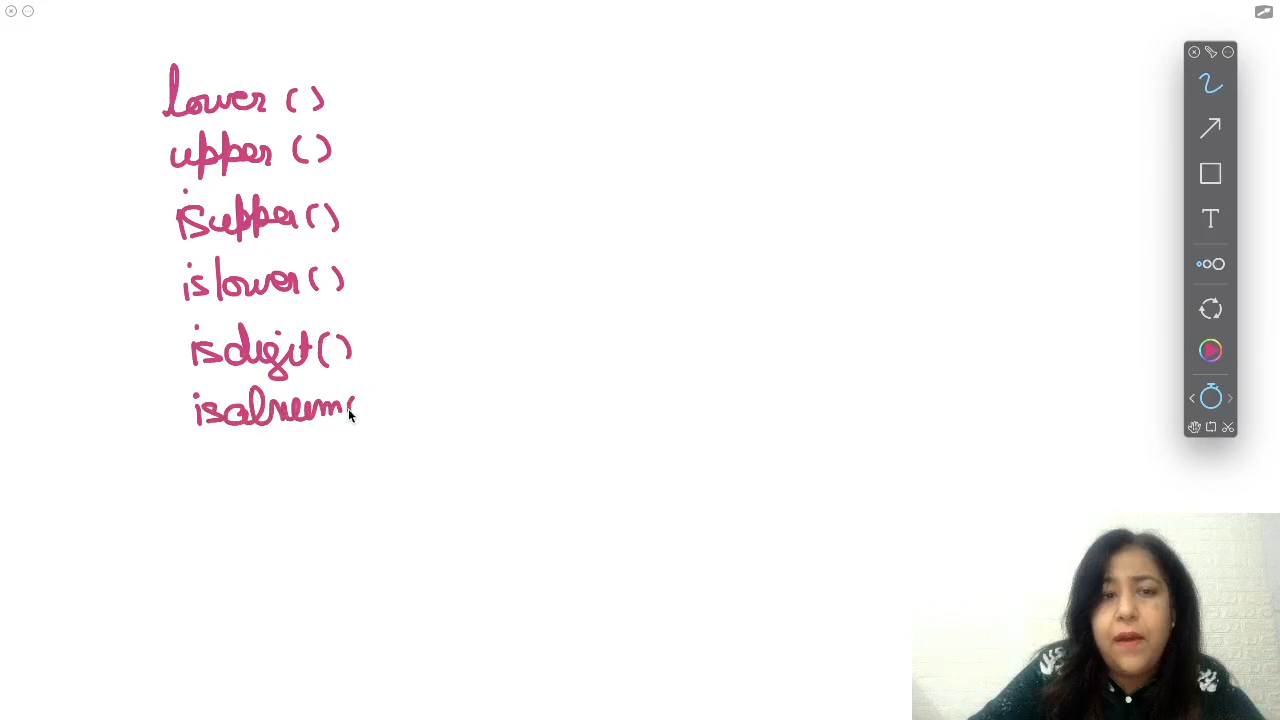 lower ()
upper ()
isupper()
islower()
isdigit()
isalnum(
T